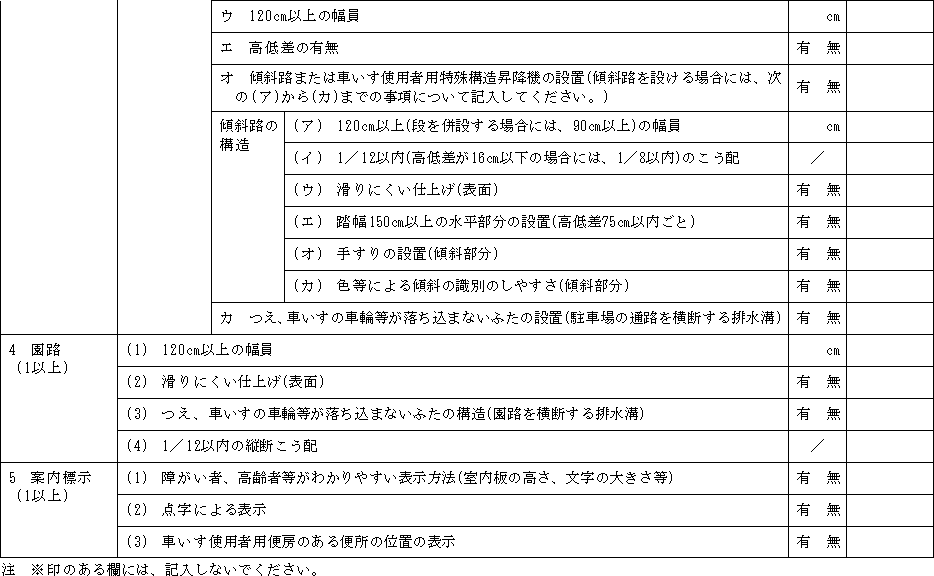 ウ　120㎝以上の幅員　㎝
エ　高低差の有無　有　無
オ　傾斜路または車いす使用者用特殊構造昇降機の設置(傾斜路を設ける場合には、次
の(ア)から(カ)までの事項について記入してください。)　有　無
傾斜路の
構造
(ア)　120㎝以上(段を併設する場合には、90㎝以上)の幅員　㎝
(イ)　1／12以内(高低差が16㎝以下の場合には、1／8以内)のこう配　／
(ウ)　滑りにくい仕上げ(表面)　有　無
(エ)　踏幅150㎝以上の水平部分の設置(高低差75㎝以内ごと)　有　無
(オ)　手すりの設置(傾斜部分)　有　無
(カ)　色等による傾斜の識別のしやすさ(傾斜部分)　有　無
カ　つえ、車いすの車輪等が落ち込まないふたの設置(駐車場の通路を横断する排水溝)　有　無
4　園路
(1以上)
(1)　120㎝以上の幅員　㎝
(2)　滑りにくい仕上げ(表面)　有　無
(3)　つえ、車いすの車輪等が落ち込まないふたの構造(園路を横断する排水溝)　有　無
(4)　1／12以内の縦断こう配　／
5　案内標示
(1以上)
(1)　障がい者、高齢者等がわかりやすい表示方法(室内板の高さ、文字の大きさ等)　有　無
(2)　点字による表示　有　無
(3)　車いす使用者用便房のある便所の位置の表示　有　無
注　※印のある欄には、記入しないでください。